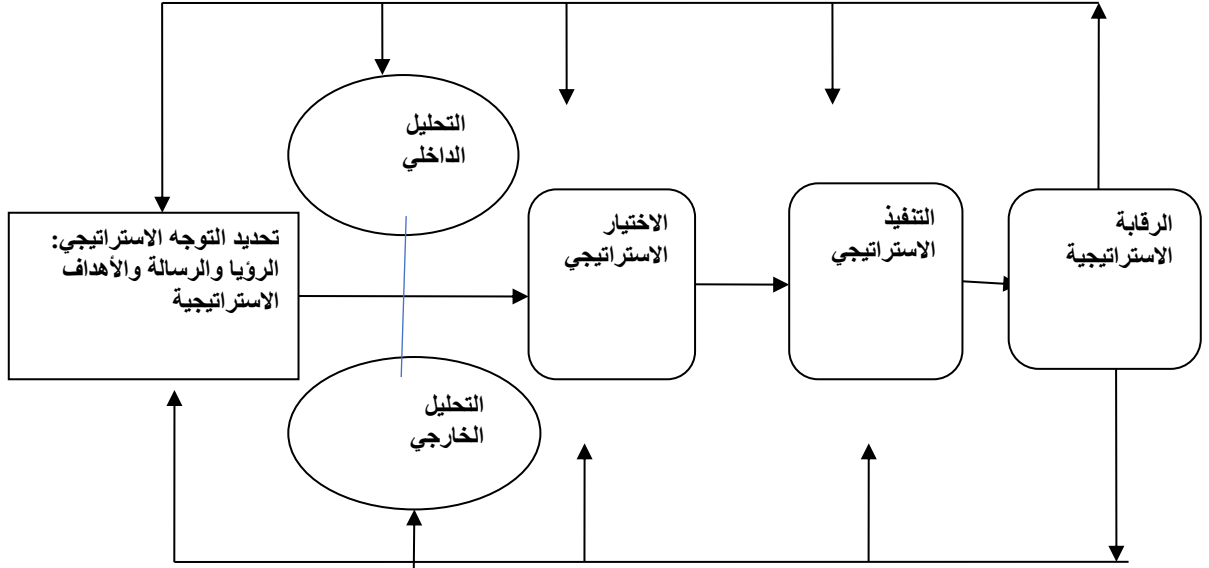 التحليل
الداخلي
تحديد التوجه الاستراتيجي:
الرؤيا والرسالة والأهداف
الاستراتيجية
الاختيار
الاستراتيجي
التنفيذ
الاستراتيجي
الرقابة
الاستراتيجية
التحليل
الخارجي